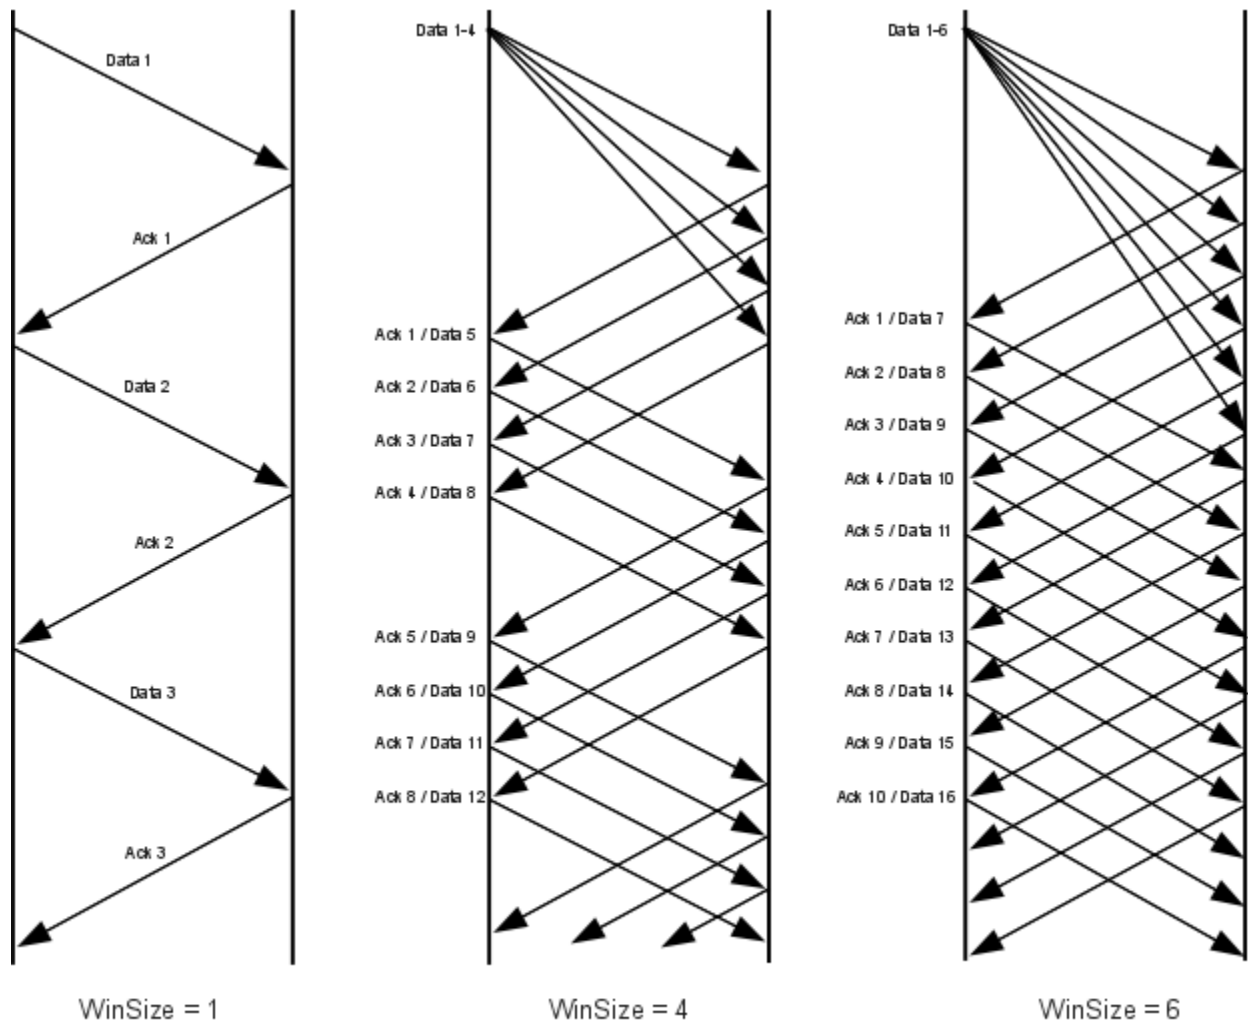 Data 1
Ack 1
Data 2
Ack 2
Data 3
Ack 3
WinSize = 1
Data 1-4
Ack 1 / Data 5
Ack 2 / Data 6
Ack 3 / Data 7
Ack 4 / Data 8
Ack 5 / Data 9
Ack 6 / Data 10
Ack 7 / Data 11
Ack 8 / Data 12
WinSize = 4
Data 1-6
Ack 1 / Data 7
Ack 2 / Data 8
Ack 3 / Data 9
Ack 4 / Data 10
Ack 5 / Data 11
Ack 6 / Data 12
Ack 7 / Data 13
Ack 8 / Data 14
Ack 9 / Data 15
Ack 10 / Data 16
WinSize = 6